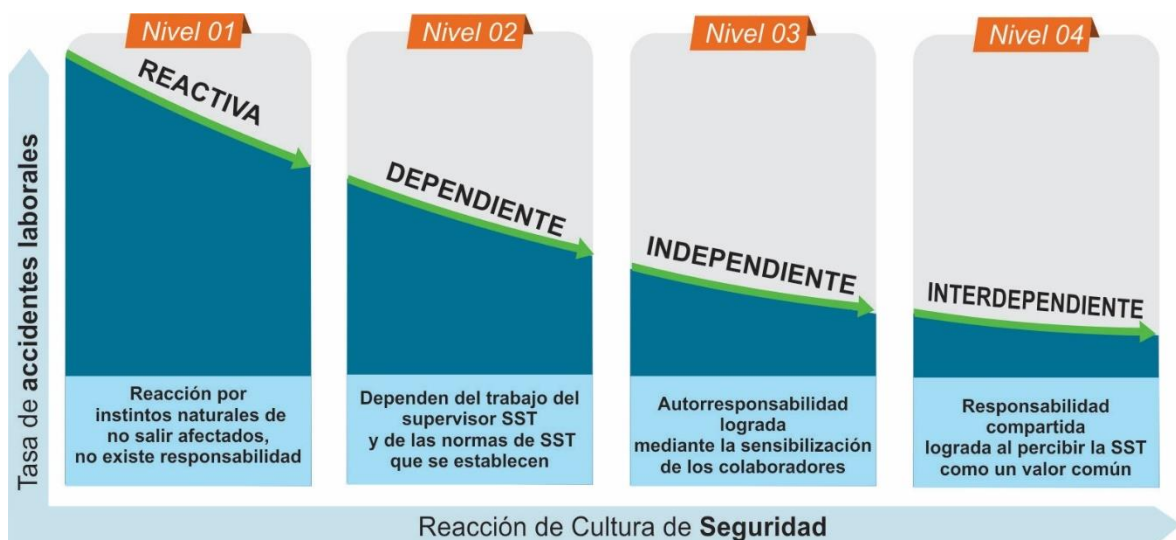 Nivel 01
Nivel 02
Nivel 03
Nivel 04
REACTIVA
DEPENDIENTE
INDEPENDIENTE
INTERDEPENDIENTE
Reacción por
instintos naturales de
no salir afectados,
no existe responsabilidad
Dependen del trabajo del
supervisor SST
y de las normas de SST
que se establecen
Autorresponsabilidad
lograda
mediante la sensibilización
de los colaboradores
Responsabilidad
compartida
lograda al percibir la SST
como un valor común
Tasa de accidentes laborales
Reacción de Cultura de Seguridad